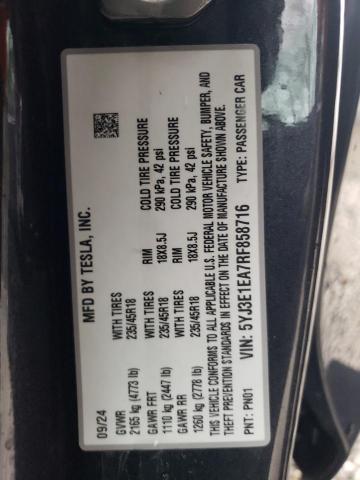 MFD BY TESLA, INC.
09/24
GVWR WITH TIRES RIM COLD TIRE PRESSURE
2165 kg (4773 lb) 235/45R18 18X8.5J 290 kPa, 42 psi
GAWR FRT WITH TIRES RIM COLD TIRE PRESSURE
1110 kg (2447 lb) 235/45R18 18X8.5J 290 kPa, 42 psi
GAWR RR WITH TIRES
1260 kg (2778 lb) 235/45R18
THIS VEHICLE CONFORMS TO ALL APPLICABLE U.S. FEDERAL MOTOR VEHICLE SAFETY, BUMPER, AND
THEFT PREVENTION STANDARDS IN EFFECT ON THE DATE OF MANUFACTURE SHOWN ABOVE.
VIN: 5YJ3E1EA7RF858716 TYPE: PASSENGER CAR
PNT: PN01